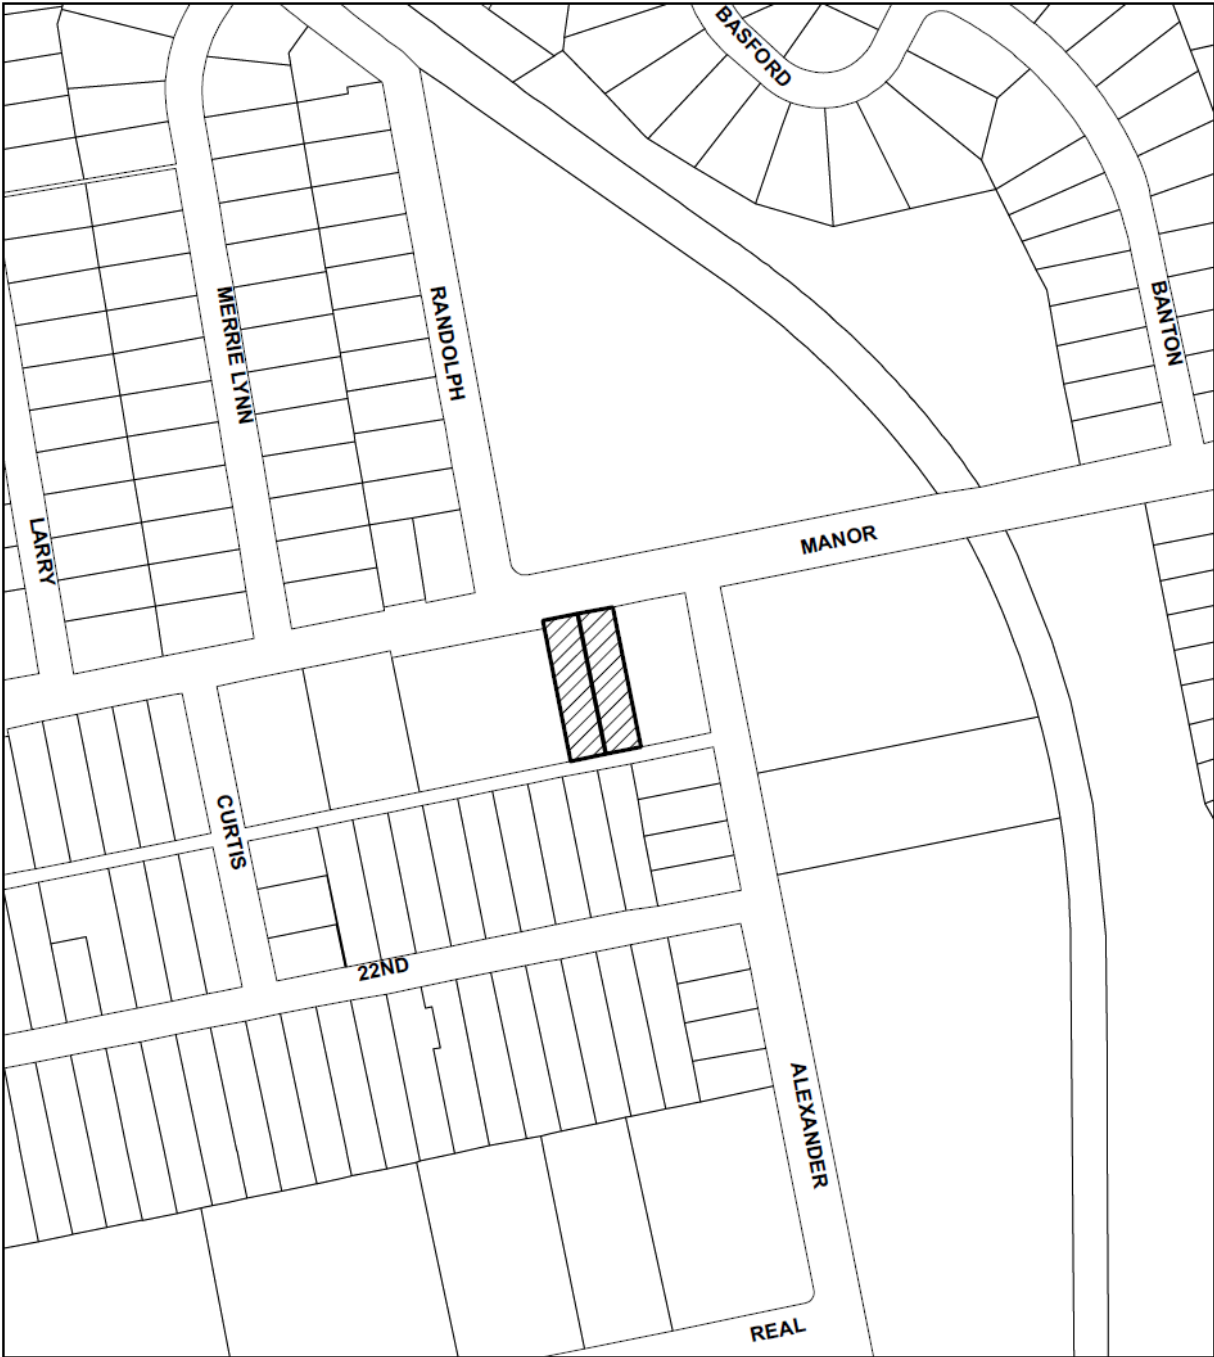 BASFORD
MERRIE LYNN
RANDOLPH
BANTON
LARRY
MANOR
CURTIS
22ND
ALEXANDER
REAL